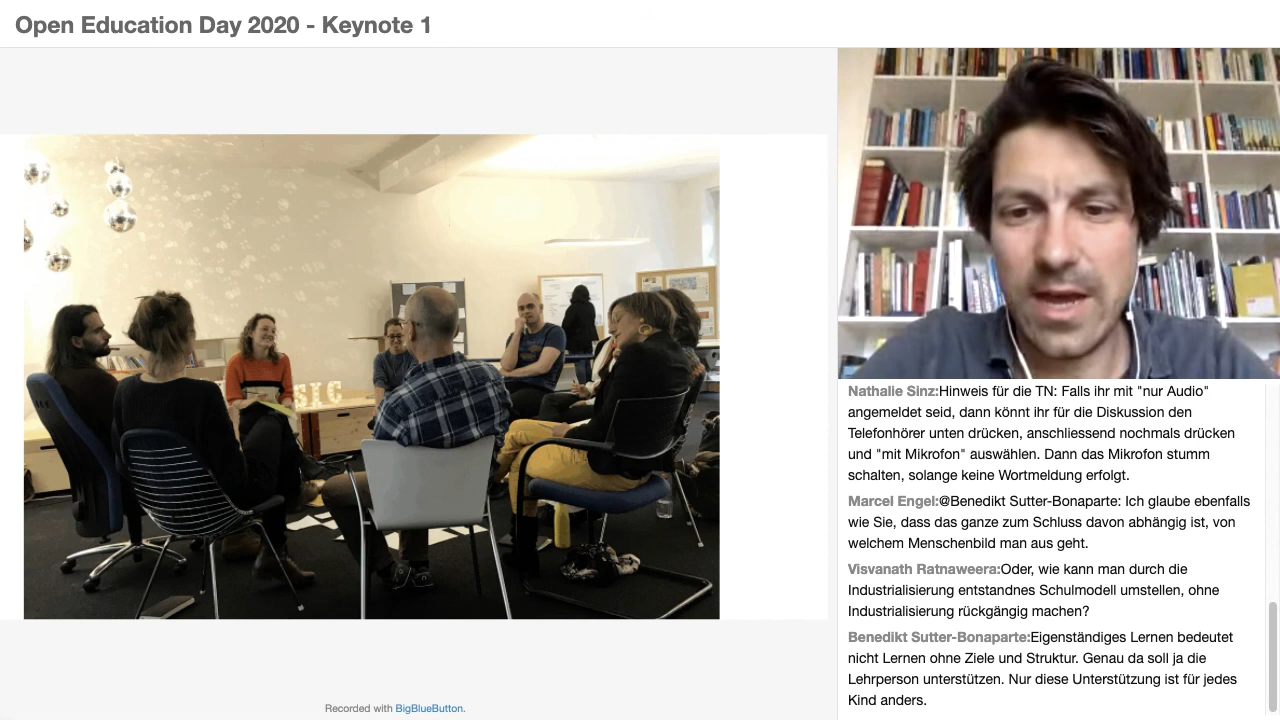 Open Education Day 2020 - Keynote 1
SLC
Nathalie Sinz:Hinweis für die TN: Falls ihr mit "nur Audio"
angemeldet seid, dann könnt ihr für die Diskussion den
Telefonhörer unten drücken, anschliessend nochmals drücken
und "mit Mikrofon" auswählen. Dann das Mikrofon stumm
schalten, solange keine Wortmeldung erfolgt.
Marcel Engel:@Benedikt Sutter-Bonaparte: Ich glaube ebenfalls
wie Sie, dass das ganze zum Schluss davon abhängig ist, von
welchem Menschenbild man aus geht.
Visvanath Ratnaweera:Oder, wie kann man durch die
Industrialisierung entstandnes Schulmodell umstellen, ohne
Industrialisierung rückgängig machen?
Benedikt Sutter-Bonaparte:Eigenständiges Lernen bedeutet
nicht Lernen ohne Ziele und Struktur. Genau da soll ja die
Lehrperson unterstützen. Nur diese Unterstützung ist für jedes
Kind anders.
Recorded with BigBlueButton.